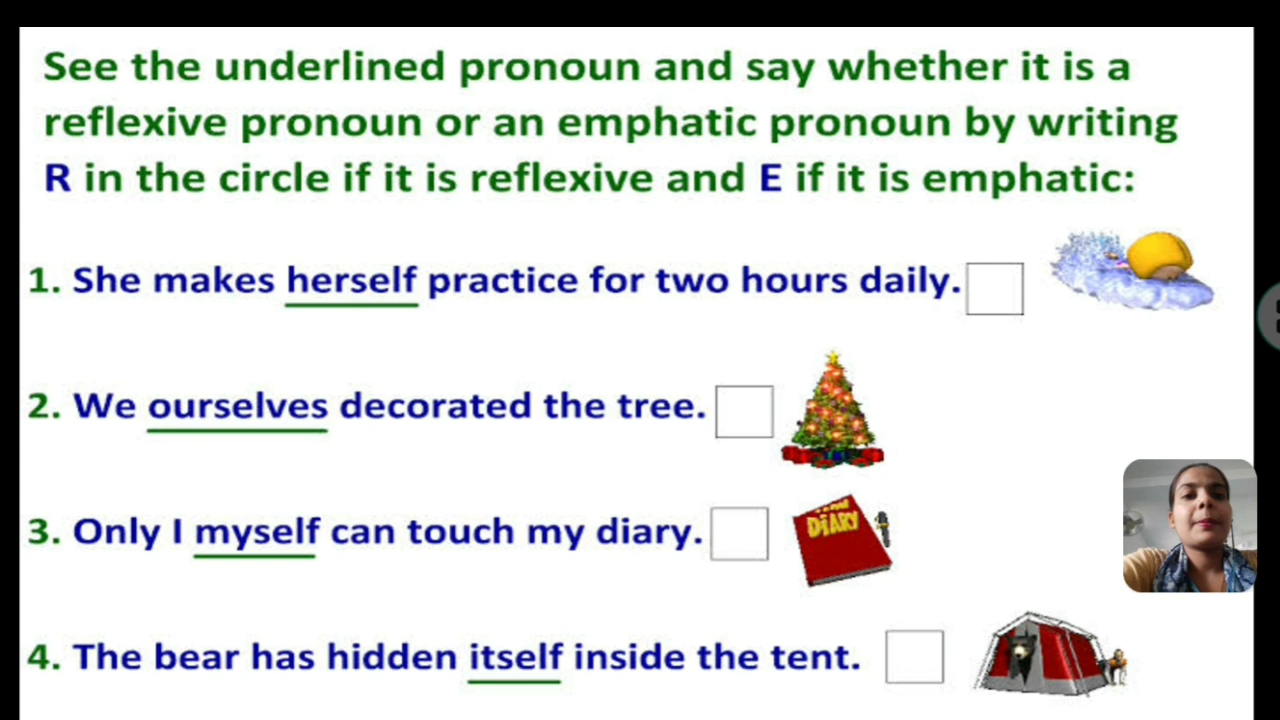 See the underlined pronoun and say whether it is a
reflexive pronoun or an emphatic pronoun by writing
R in the circle if it is reflexive and E if it is emphatic:
1. She makes herself practice for two hours daily.
2. We ourselves decorated the tree.
3. Only I myself can touch my diary.
DIARY
4. The bear has hidden itself inside the tent.